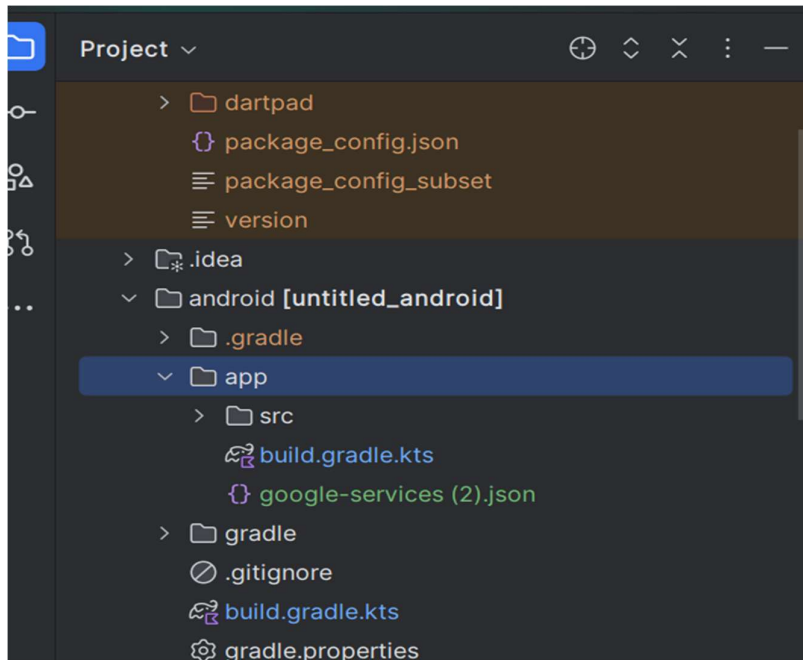 Project
dartpad
package_config.json
package_config_subset
version
.idea
android [untitled_android]
.gradle
app
src
build.gradle.kts
google-services (2).json
gradle
.gitignore
build.gradle.kts
gradle.properties